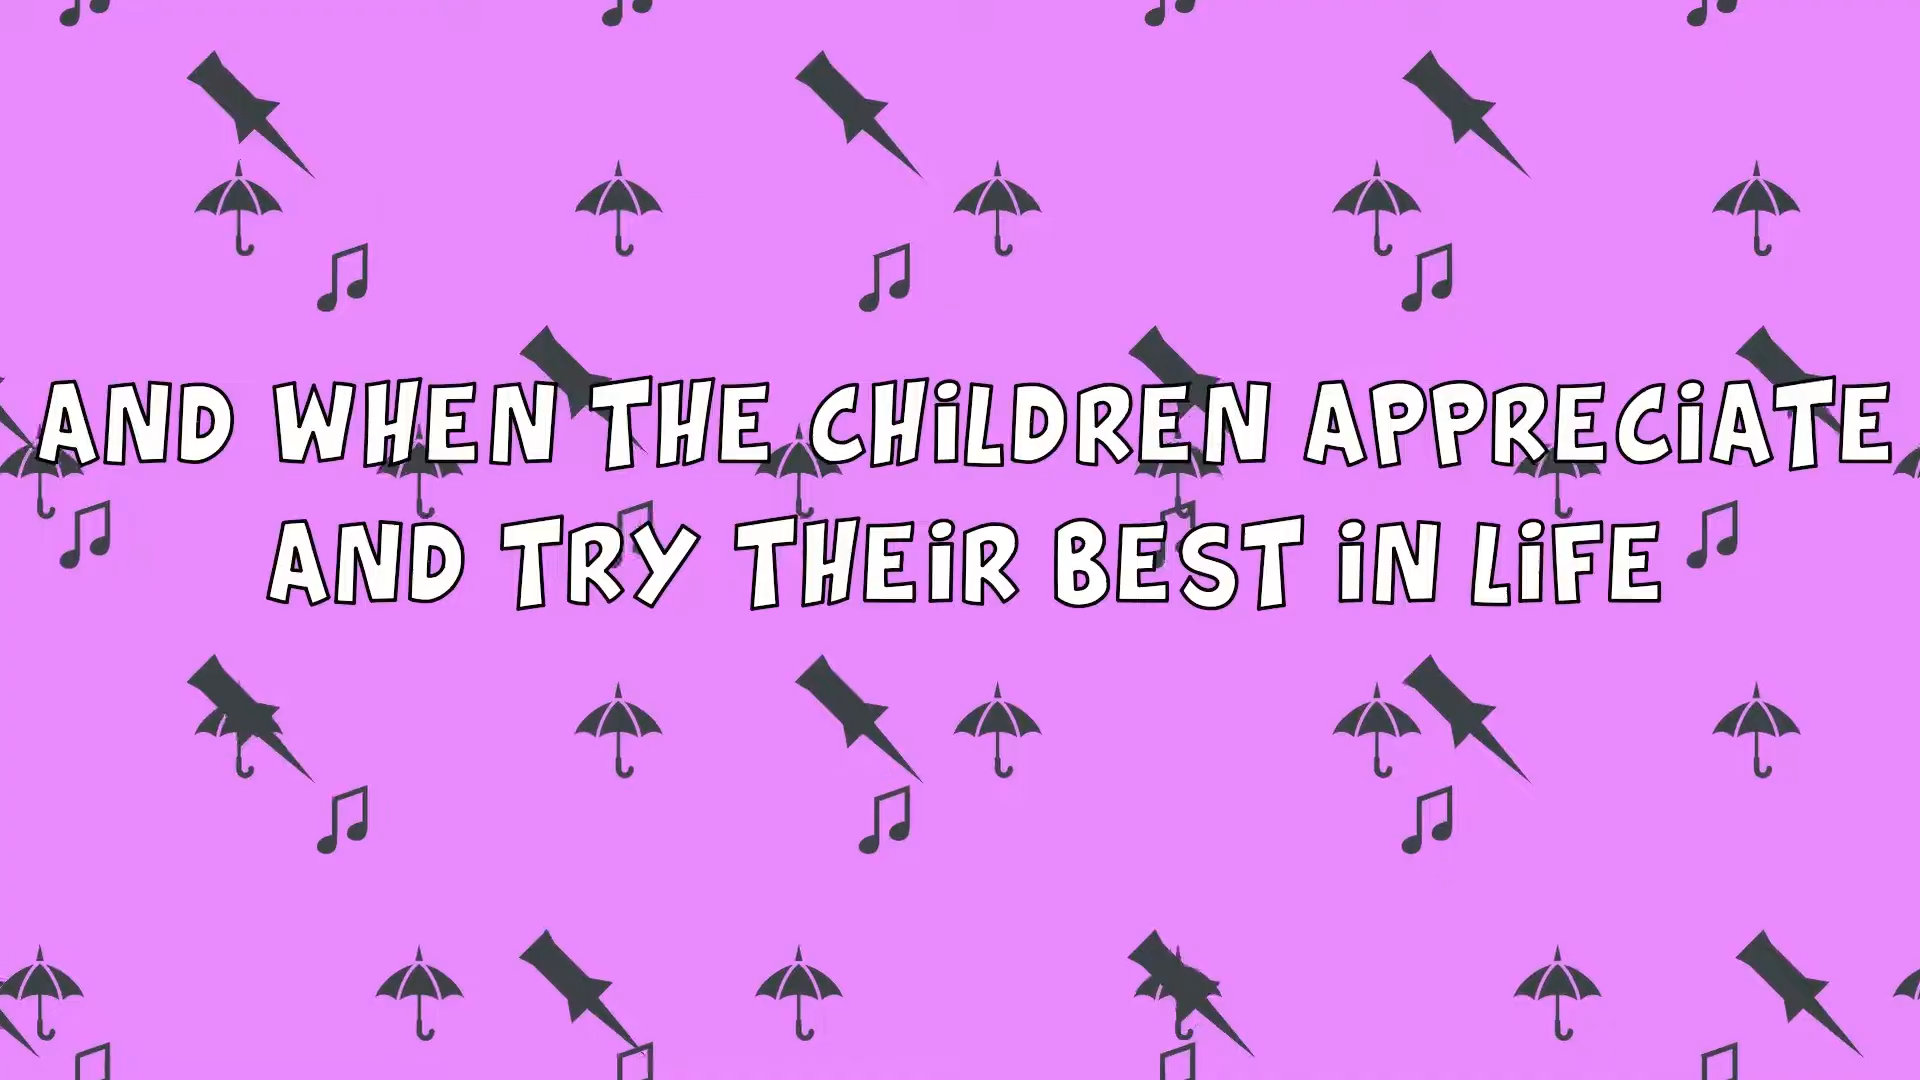 AND WHEN THE CHILDREN APPRECIATE
AND TRY THEIR BEST IN LIFE